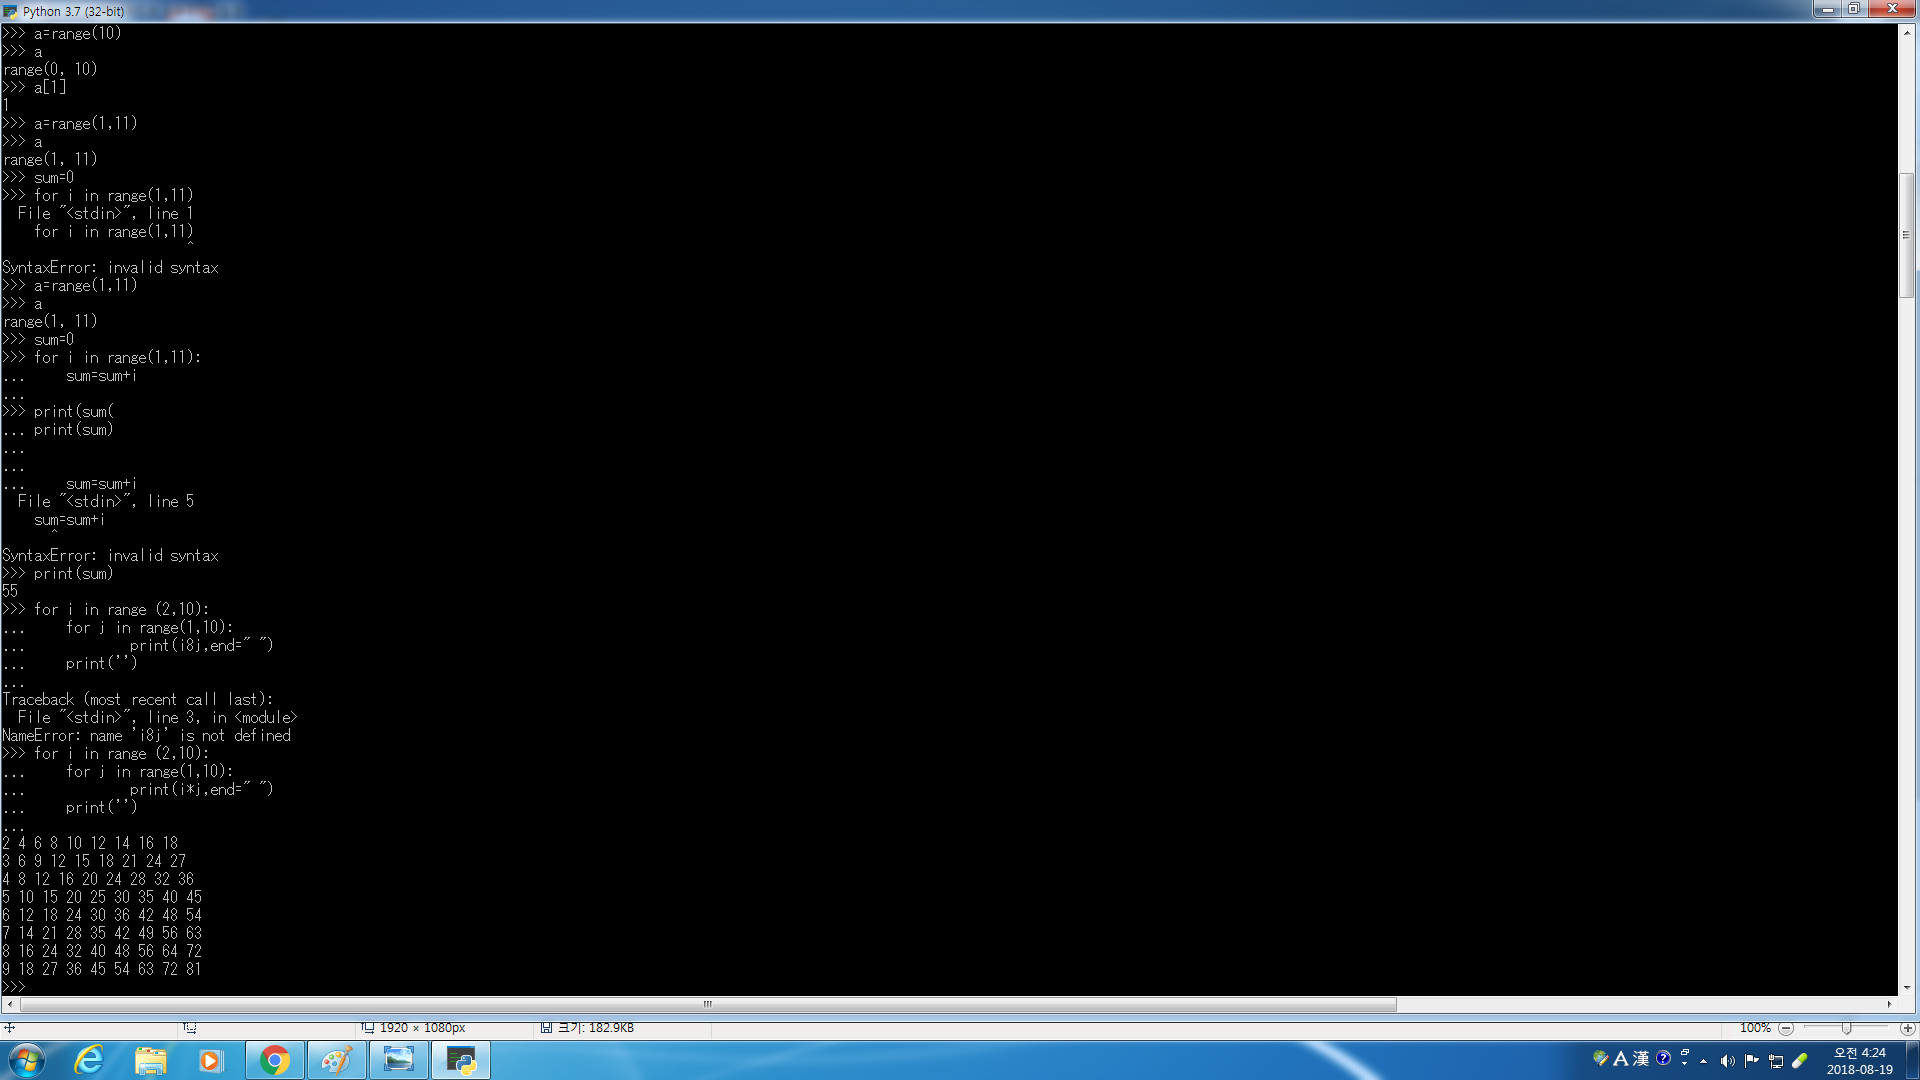 Python 3.7 (32-bit)
>>> a=range(10)
>>> a
range(0, 10)
>>> a[1]
1
>>> a=range(1,11)
>>> a
range(1, 11)
>>> sum=0
>>> for i in range(1,11)
  File "<stdin>", line 1
    for i in range(1,11)
                       ^
SyntaxError: invalid syntax
>>> a=range(1,11)
>>> a
range(1, 11)
>>> sum=0
>>> for i in range(1,11):
...     sum=sum+i
...
>>> print(sum(
... print(sum)
...
...
...     sum=sum+i
  File "<stdin>", line 5
    sum=sum+i
      ^
SyntaxError: invalid syntax
>>> print(sum)
55
>>> for i in range (2,10):
...     for j in range(1,10):
...             print(i8j,end=" ")
...     print('')
...
Traceback (most recent call last):
  File "<stdin>", line 3, in <module>
NameError: name 'i8j' is not defined
>>> for i in range (2,10):
...     for j in range(1,10):
...             print(i*j,end=" ")
...     print('')
...
2 4 6 8 10 12 14 16 18
3 6 9 12 15 18 21 24 27
4 8 12 16 20 24 28 32 36
5 10 15 20 25 30 35 40 45
6 12 18 24 30 36 42 48 54
7 14 21 28 35 42 49 56 63
8 16 24 32 40 48 56 64 72
9 18 27 36 45 54 63 72 81
>>>
1920 × 1080px 크기: 182.9KB 100%
A 漢 오전 4:24
2018-08-19